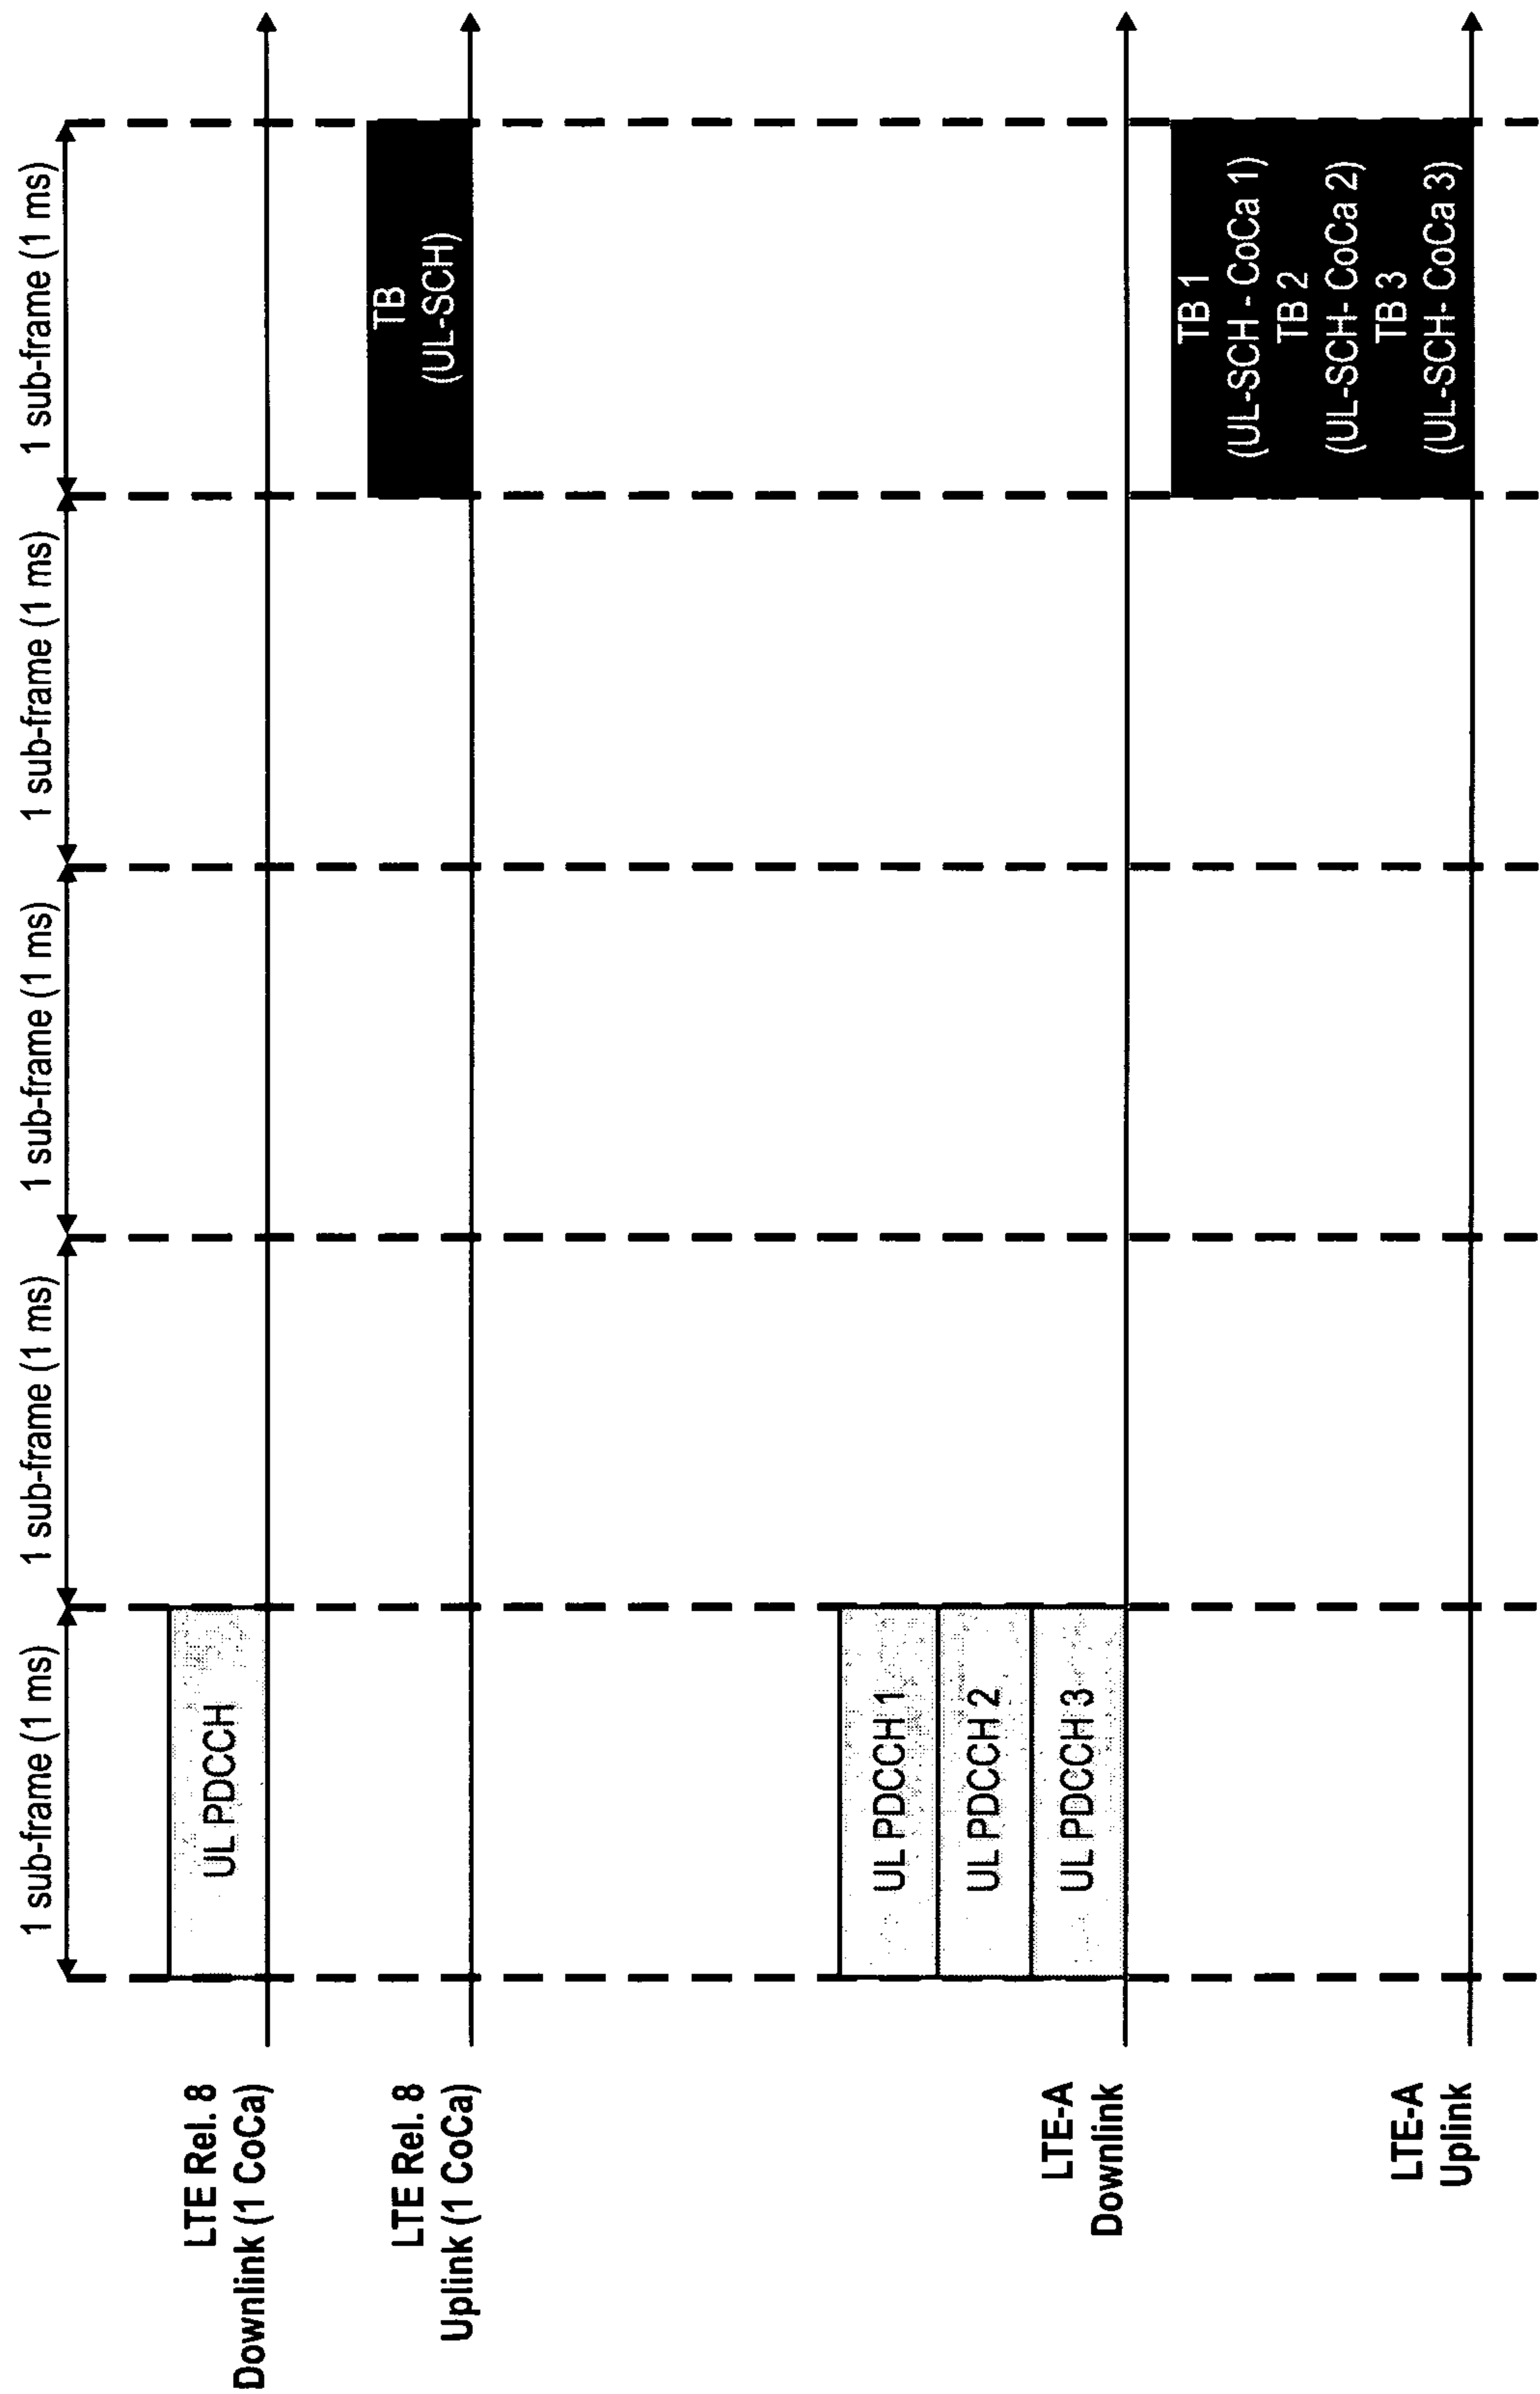 1 sub-frame (1 ms)
1 sub-frame (1 ms)
1 sub-frame (1 ms)
1 sub-frame (1 ms)
1 sub-frame (1 ms)
LTE Rel. 8
Downlink (1 CoCa)
UL PDCCH
LTE Rel. 8
Uplink (1 CoCa)
TB
(UL-SCH)
LTE-A
Downlink
UL PDCCH 1
UL PDCCH 2
UL PDCCH 3
LTE-A
Uplink
TB 1
(UL-SCH - CoCa 1)
TB 2
(UL-SCH- CoCa 2)
TB 3
(UL-SCH- CoCa 3)